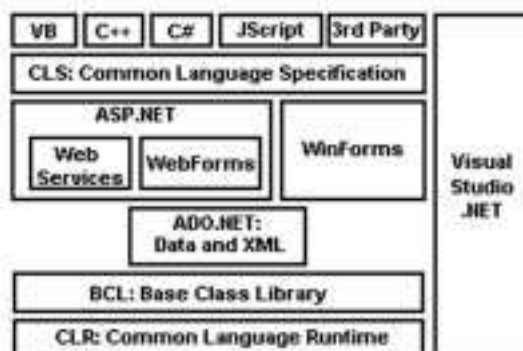 VB
C++
C#
JScript
3rd Party
CLS: Common Language Specification
ASP.NET
Web
Services
WebForms
WinForms
ADO.NET:
Data and XML
BCL: Base Class Library
CLR: Common Language Runtime
Visual
Studio
.NET